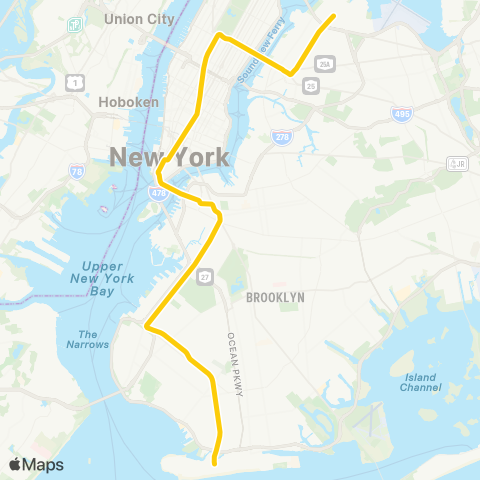 Union City
Sound View Ferry
25A
25
1
Hoboken
495
278
New York
JR
78
478
27
Upper
New York
Bay
BROOKLYN
The
Narrows
OCEAN PKWY
Island
Channel
Maps